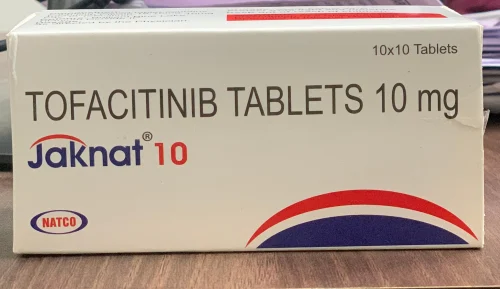 10x10 Tablets
TOFACITINIB TABLETS 10 mg
Jaknat® 10
NATCO